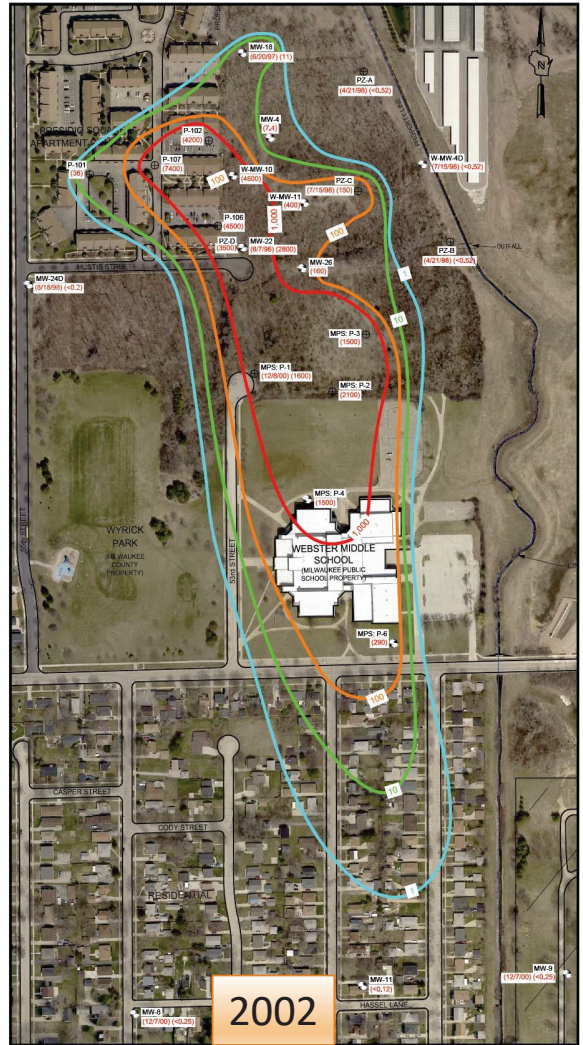 MW-18
(6/20/97) (11)
PZ-A
(4/21/98) (<0.52)
N
PROPERTY LINE
MW-4
(7.4)
P-102
(4200)
PRESIDIO SQUARE
APARTMENT
P-101
(36)
P-107
(7400)
100
W-MW-10
(4600)
W-MW-4D
(7/15/98) (<0.52)
PZ-C
(7/15/98) (150)
W-MW-11
(400)
1,000
P-106
(4500)
100
PZ-D
(3500)
MW-22
(8/7/98) (2800)
PZ-B
(4/21/98) (<0.52)
OUTFALL
HUSTIS STREET
MW-26
(160)
1
MW-24D
(8/18/98) (<0.2)
10
MPS: P-3
(1500)
MPS: P-1
(12/8/00) (1600)
MPS: P-2
(2100)
MPS: P-4
(1500)
1,000
WYRICK
PARK
(MILWAUKEE
COUNTY
PROPERTY)
53rd STREET
WEBSTER MIDDLE
SCHOOL
(MILWAUKEE PUBLIC
SCHOOL PROPERTY)
MPS: P-6
(290)
100
CASPER STREET
10
CODY STREET
RESIDENTIAL
1
MW-11
(<0.12)
MW-9
(12/7/00) (<0.25)
HASSEL LANE
MW-8
(12/7/00) (<0.25)
2002